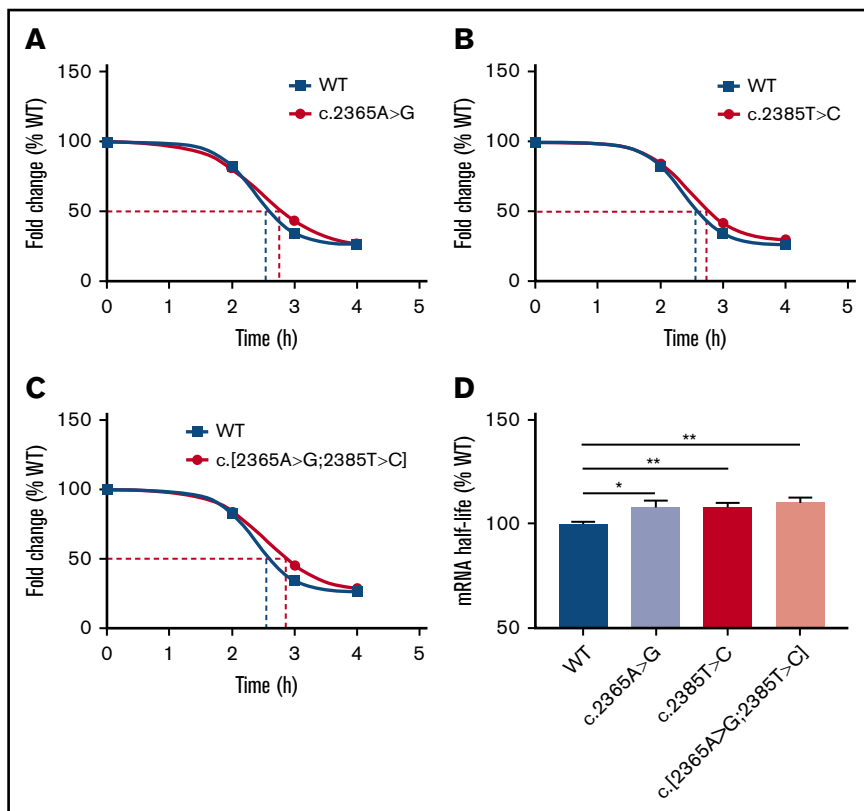 A
150
100
50
0
Fold change (% WT)
WT
c.2365A>G
0 1 2 3 4 5
Time (h)
B
150
100
50
0
Fold change (% WT)
WT
c.2385T>C
0 1 2 3 4 5
Time (h)
C
150
100
50
0
Fold change (% WT)
WT
c.[2365A>G;2385T>C]
0 1 2 3 4 5
Time (h)
D
150
100
50
mRNA half-life (% WT)
**
**
*
WT
c.2365A>G
c.2385T>C
c.[2365A>G;2385T>C]